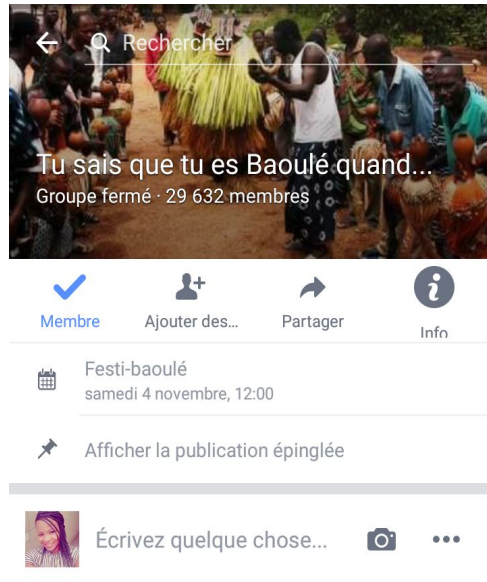 Rechercher
Tu sais que tu es Baoulé quand...
Groupe fermé · 29 632 membres
Membre
Ajouter des...
Partager
Info
Festi-baoulé
samedi 4 novembre, 12:00
Afficher la publication épinglée
Écrivez quelque chose...